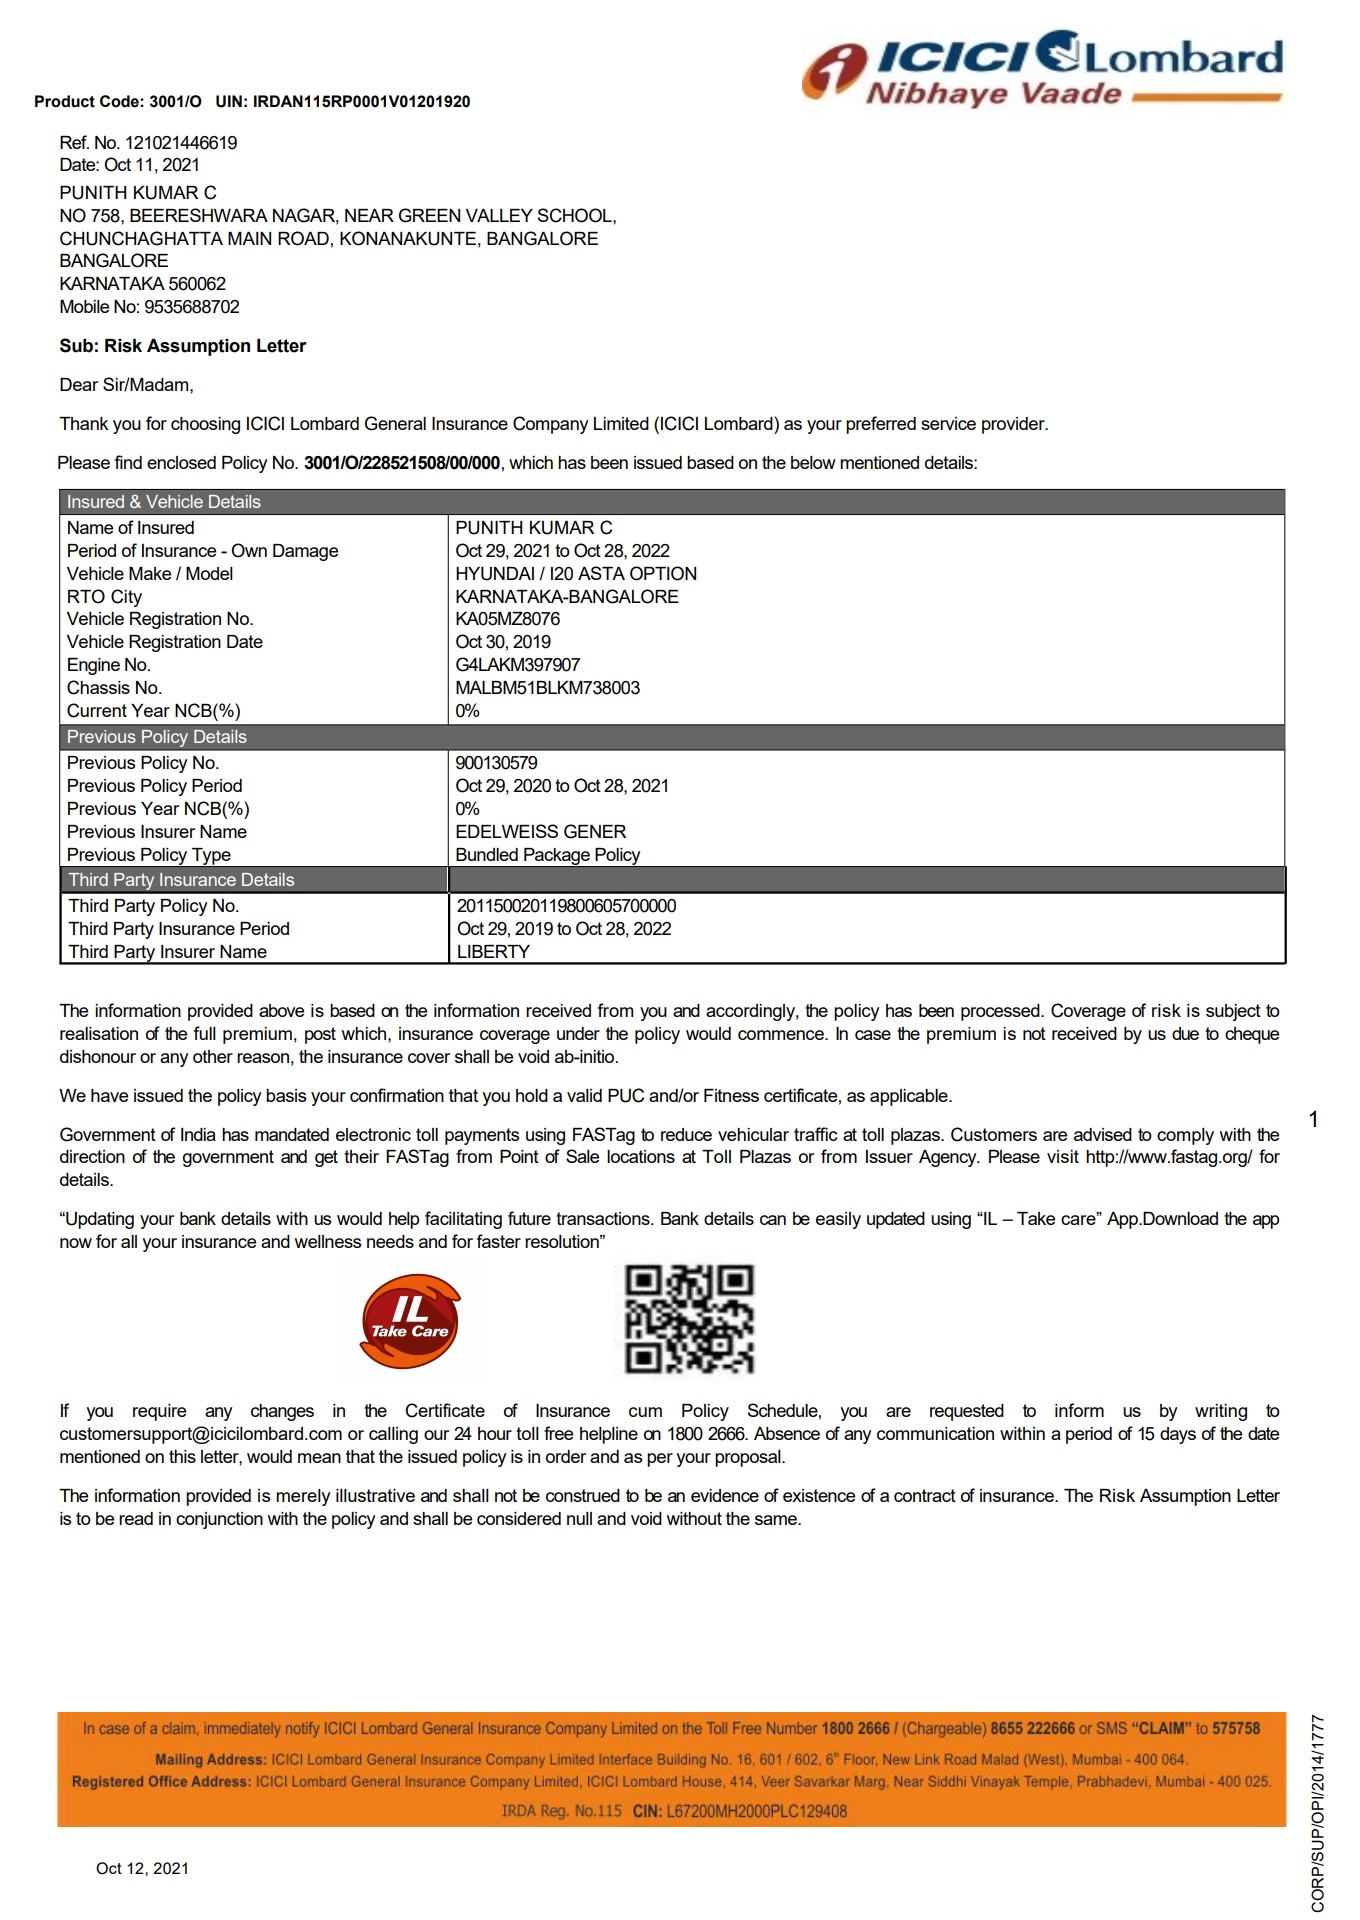 ICICI Lombard
Nibhaye Vaade
Product Code: 3001/O UIN: IRDAN115RP0001V01201920
Ref. No. 121021446619
Date: Oct 11, 2021
PUNITH KUMAR C
NO 758, BEERESHWARA NAGAR, NEAR GREEN VALLEY SCHOOL,
CHUNCHAGHATTA MAIN ROAD, KONANAKUNTE, BANGALORE
BANGALORE
KARNATAKA 560062
Mobile No: 9535688702
Sub: Risk Assumption Letter
Dear Sir/Madam,
Thank you for choosing ICICI Lombard General Insurance Company Limited (ICICI Lombard) as your preferred service provider.
Please find enclosed Policy No. 3001/O/228521508/00/000, which has been issued based on the below mentioned details:
Insured & Vehicle Details
Name of Insured PUNITH KUMAR C
Period of Insurance - Own Damage Oct 29, 2021 to Oct 28, 2022
Vehicle Make / Model HYUNDAI / I20 ASTA OPTION
RTO City KARNATAKA-BANGALORE
Vehicle Registration No. KA05MZ8076
Vehicle Registration Date Oct 30, 2019
Engine No. G4LAKM397907
Chassis No. MALBM51BLKM738003
Current Year NCB(%) 0%
Previous Policy Details
Previous Policy No. 900130579
Previous Policy Period Oct 29, 2020 to Oct 28, 2021
Previous Year NCB(%) 0%
Previous Insurer Name EDELWEISS GENER
Previous Policy Type Bundled Package Policy
Third Party Insurance Details
Third Party Policy No. 201150020119800605700000
Third Party Insurance Period Oct 29, 2019 to Oct 28, 2022
Third Party Insurer Name LIBERTY
The information provided above is based on the information received from you and accordingly, the policy has been processed. Coverage of risk is subject to
realisation of the full premium, post which, insurance coverage under the policy would commence. In case the premium is not received by us due to cheque
dishonour or any other reason, the insurance cover shall be void ab-initio.
We have issued the policy basis your confirmation that you hold a valid PUC and/or Fitness certificate, as applicable.
1
Government of India has mandated electronic toll payments using FASTag to reduce vehicular traffic at toll plazas. Customers are advised to comply with the
direction of the government and get their FASTag from Point of Sale locations at Toll Plazas or from Issuer Agency. Please visit http://www.fastag.org/ for
details.
“Updating your bank details with us would help facilitating future transactions. Bank details can be easily updated using “IL – Take care” App.Download the app
now for all your insurance and wellness needs and for faster resolution”
IL
Take Care
If you require any changes in the Certificate of Insurance cum Policy Schedule, you are requested to inform us by writing to
customersupport@icicilombard.com or calling our 24 hour toll free helpline on 1800 2666. Absence of any communication within a period of 15 days of the date
mentioned on this letter, would mean that the issued policy is in order and as per your proposal.
The information provided is merely illustrative and shall not be construed to be an evidence of existence of a contract of insurance. The Risk Assumption Letter
is to be read in conjunction with the policy and shall be considered null and void without the same.
In case of a claim, immediately notify ICICI Lombard General Insurance Company Limited on the Toll Free Number 1800 2666 / (Chargeable) 8655 222666 or SMS “CLAIM” to 575758
Mailing Address: ICICI Lombard General Insurance Company Limited Interface Building No. 16, 601 / 602, 6th Floor, New Link Road Malad (West), Mumbai - 400 064.
Registered Office Address: ICICI Lombard General Insurance Company Limited, ICICI Lombard House, 414, Veer Savarkar Marg, Near Siddhi Vinayak Temple, Prabhadevi, Mumbai - 400 025.
IRDA Reg. No.115 CIN: L67200MH2000PLC129408
CORP/SUP/OPI/2014/1777
Oct 12, 2021